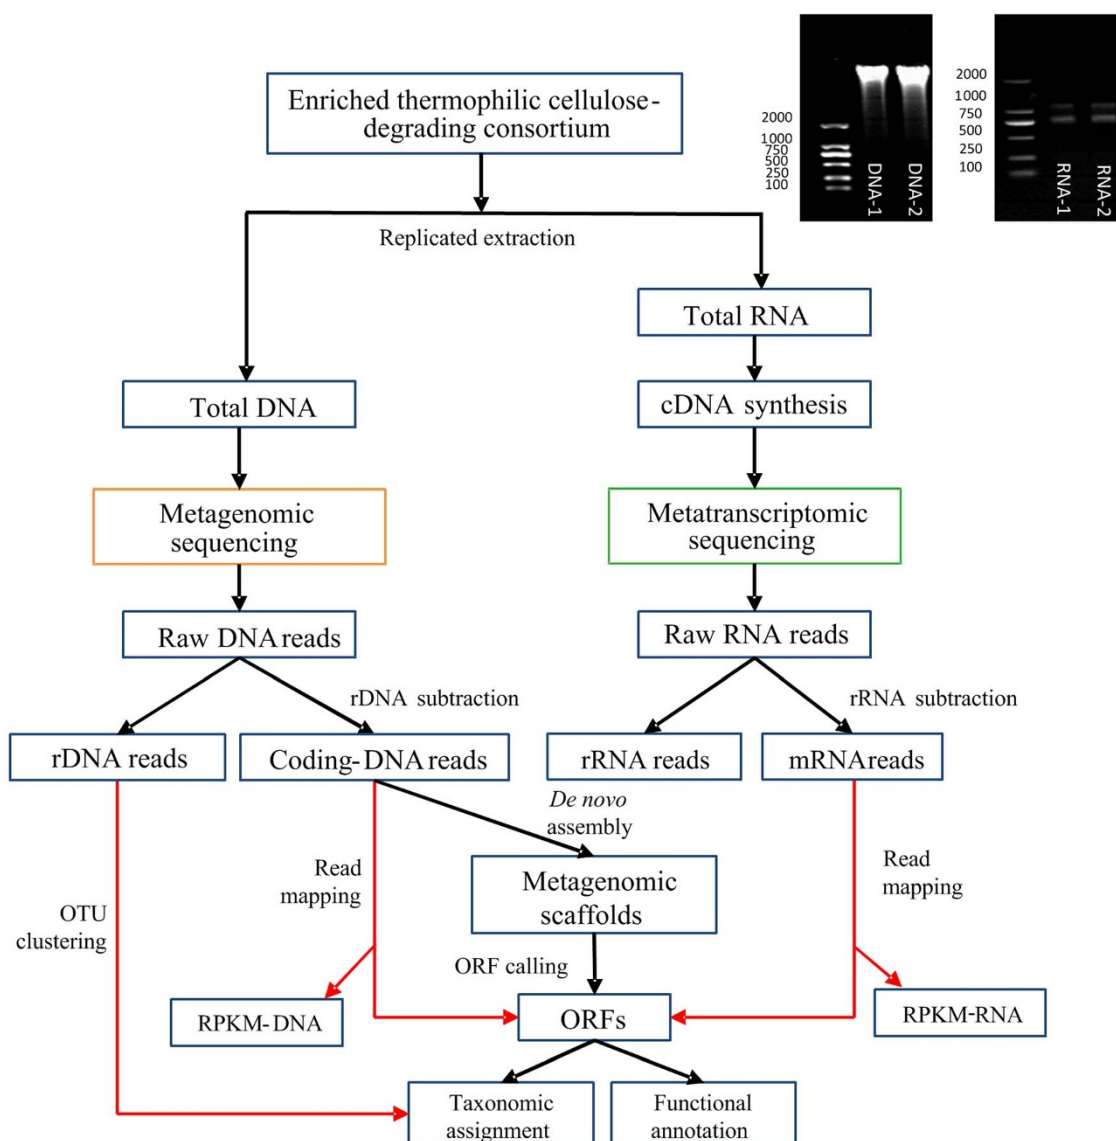 Enriched thermophilic cellulose-
degrading consortium
2000
1000
750
500
250
100
DNA-1
DNA-2
2000
1000
750
500
250
100
RNA-1
RNA-2
Replicated extraction
Total RNA
Total DNA
cDNA synthesis
Metagenomic
sequencing
Metatranscriptomic
sequencing
Raw DNA reads
Raw RNA reads
rDNA subtraction
rRNA subtraction
rDNA reads
Coding-DNA reads
rRNA reads
mRNA reads
De novo
assembly
Read
mapping
Metagenomic
scaffolds
Read
mapping
OTU
clustering
ORF calling
RPKM-DNA
ORFs
RPKM-RNA
Taxonomic
assignment
Functional
annotation